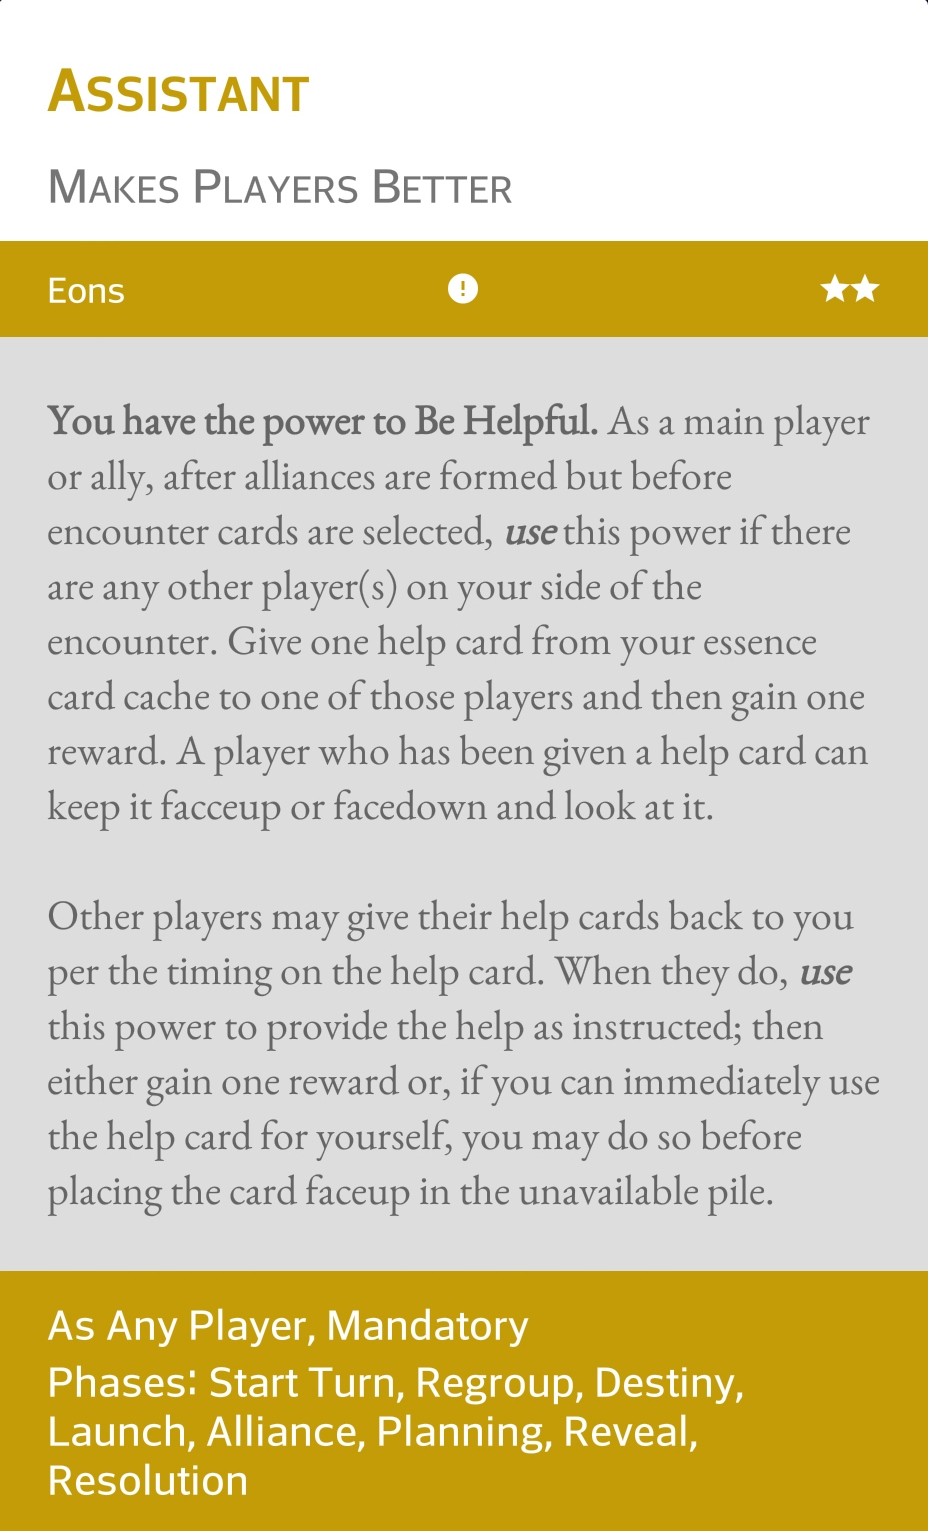 Assistant
Makes Players Better
Eons
You have the power to Be Helpful. As a main player
or ally, after alliances are formed but before
encounter cards are selected, use this power if there
are any other player(s) on your side of the
encounter. Give one help card from your essence
card cache to one of those players and then gain one
reward. A player who has been given a help card can
keep it facceup or facedown and look at it.
Other players may give their help cards back to you
per the timing on the help card. When they do, use
this power to provide the help as instructed; then
either gain one reward or, if you can immediately use
the help card for yourself, you may do so before
placing the card faceup in the unavailable pile.
As Any Player, Mandatory
Phases: Start Turn, Regroup, Destiny,
Launch, Alliance, Planning, Reveal,
Resolution